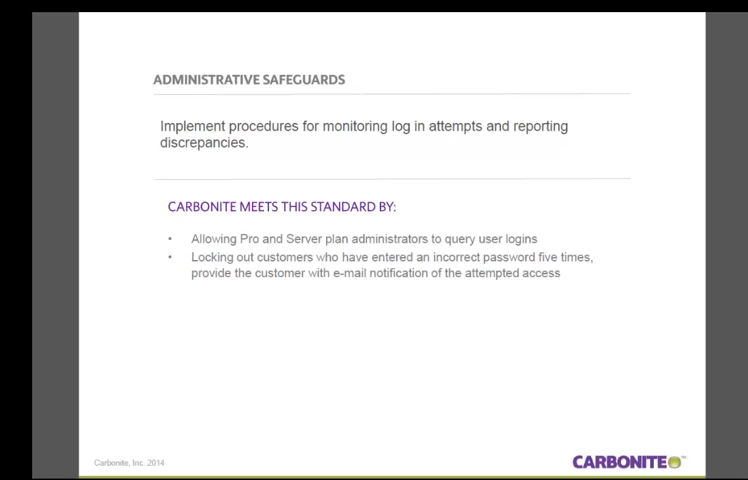 ADMINISTRATIVE SAFEGUARDS
Implement procedures for monitoring log in attempts and reporting
discrepancies.
CARBONITE MEETS THIS STANDARD BY:
• Allowing Pro and Server plan administrators to query user logins
• Locking out customers who have entered an incorrect password five times,
provide the customer with e-mail notification of the attempted access
Carbonite, Inc. 2014
CARBONITE™